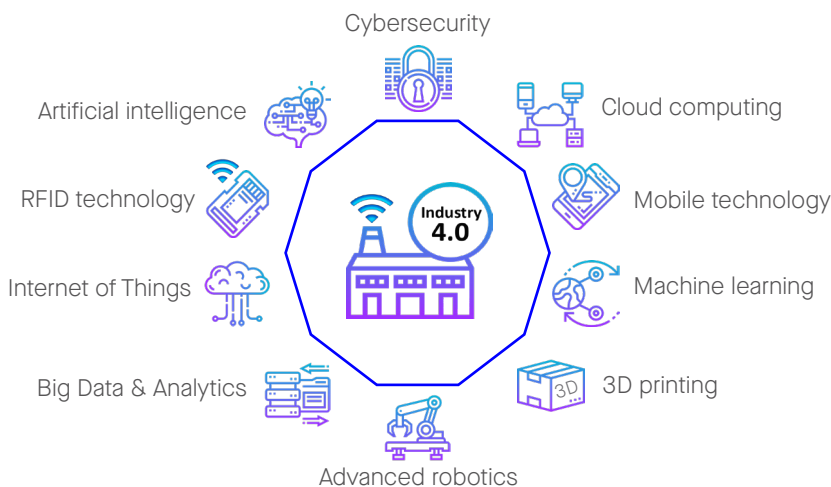 Cybersecurity
Artificial intelligence
Cloud computing
RFID technology
Mobile technology
Industry
4.0
Internet of Things
Machine learning
Big Data & Analytics
3D printing
3D
Advanced robotics